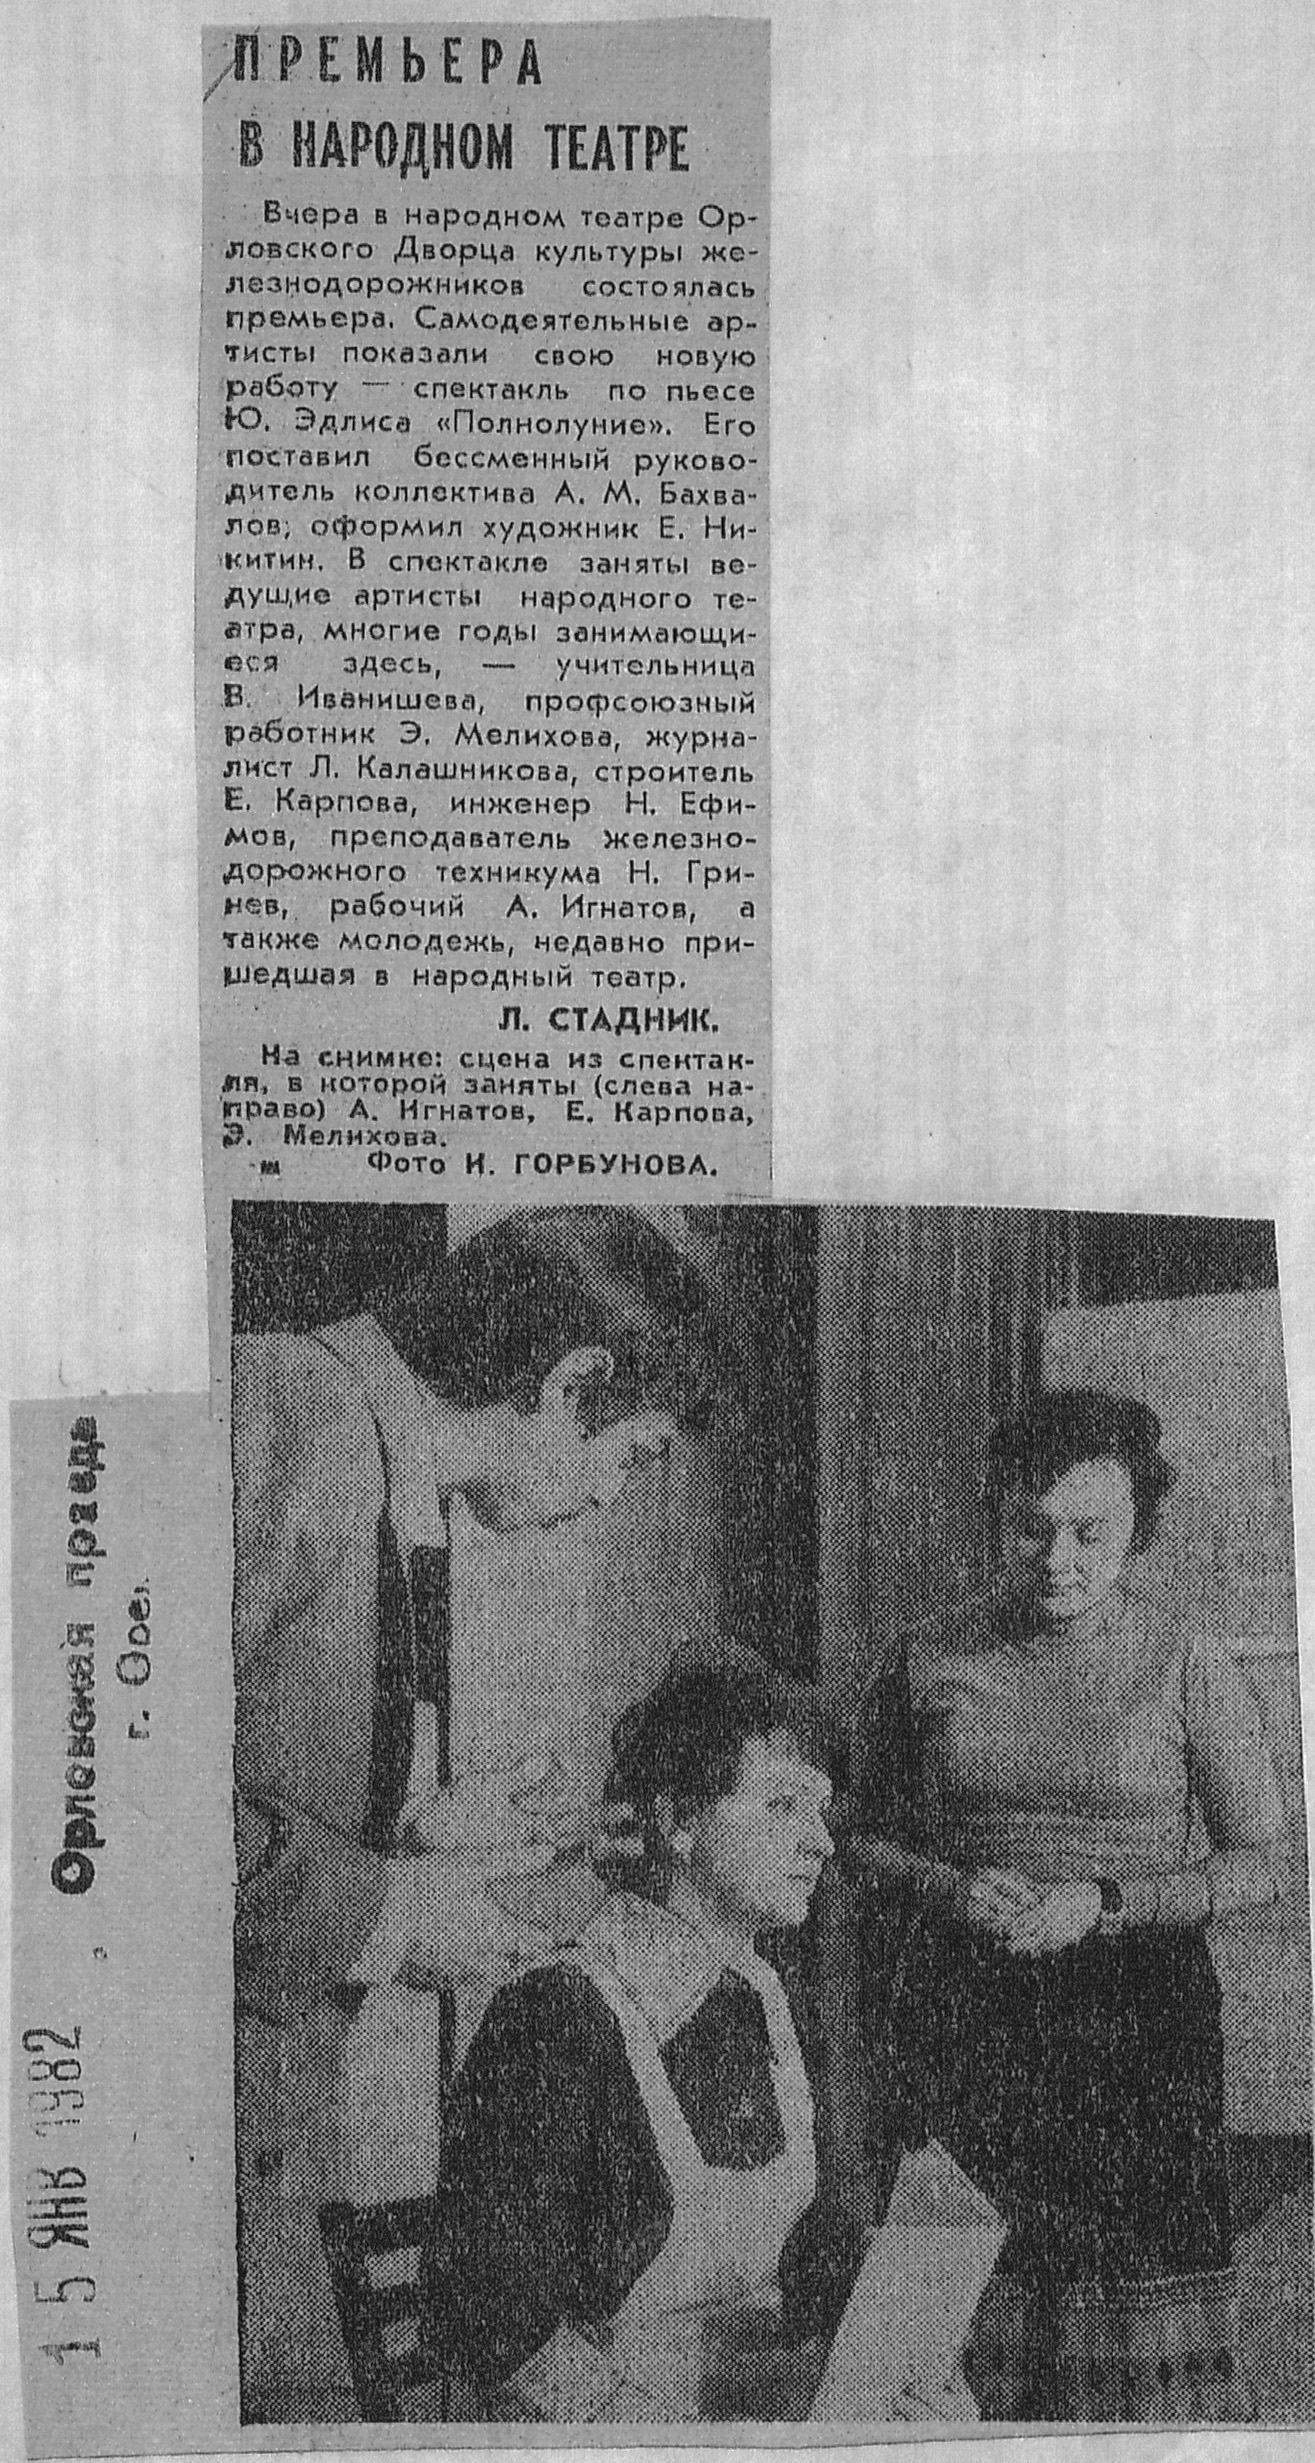 ПРЕМЬЕРА
В НАРОДНОМ ТЕАТРЕ
Вчера в народном театре Ор-
ловского Дворца культуры же-
лезнодорожников состоялась
премьера. Самодеятельные ар-
тисты показали свою новую
работу — спектакль по пьесе
Ю. Эдлиса «Полнолуние». Его
поставил бессменный руково-
дитель коллектива А. М. Бахва-
лов, оформил художник Е. Ни-
китин. В спектакле заняты ве-
дущие артисты народного те-
атра, многие годы занимающи-
еся здесь, — учительница
В. Иванишева, профсоюзный
работник Э. Мелихова, журна-
лист Л. Калашникова, строитель
Е. Карпова, инженер Н. Ефи-
мов, преподаватель железно-
дорожного техникума Н. Гри-
нев, рабочий А. Игнатов, а
также молодежь, недавно при-
шедшая в народный театр.
Л. СТАДНИК.
На снимке: сцена из спектак-
ля, в которой заняты (слева на-
право) А. Игнатов, Е. Карпова,
Э. Мелихова.
Фото И. ГОРБУНОВА.
Орловская правда
г. Орел
15 ЯНВ 1982